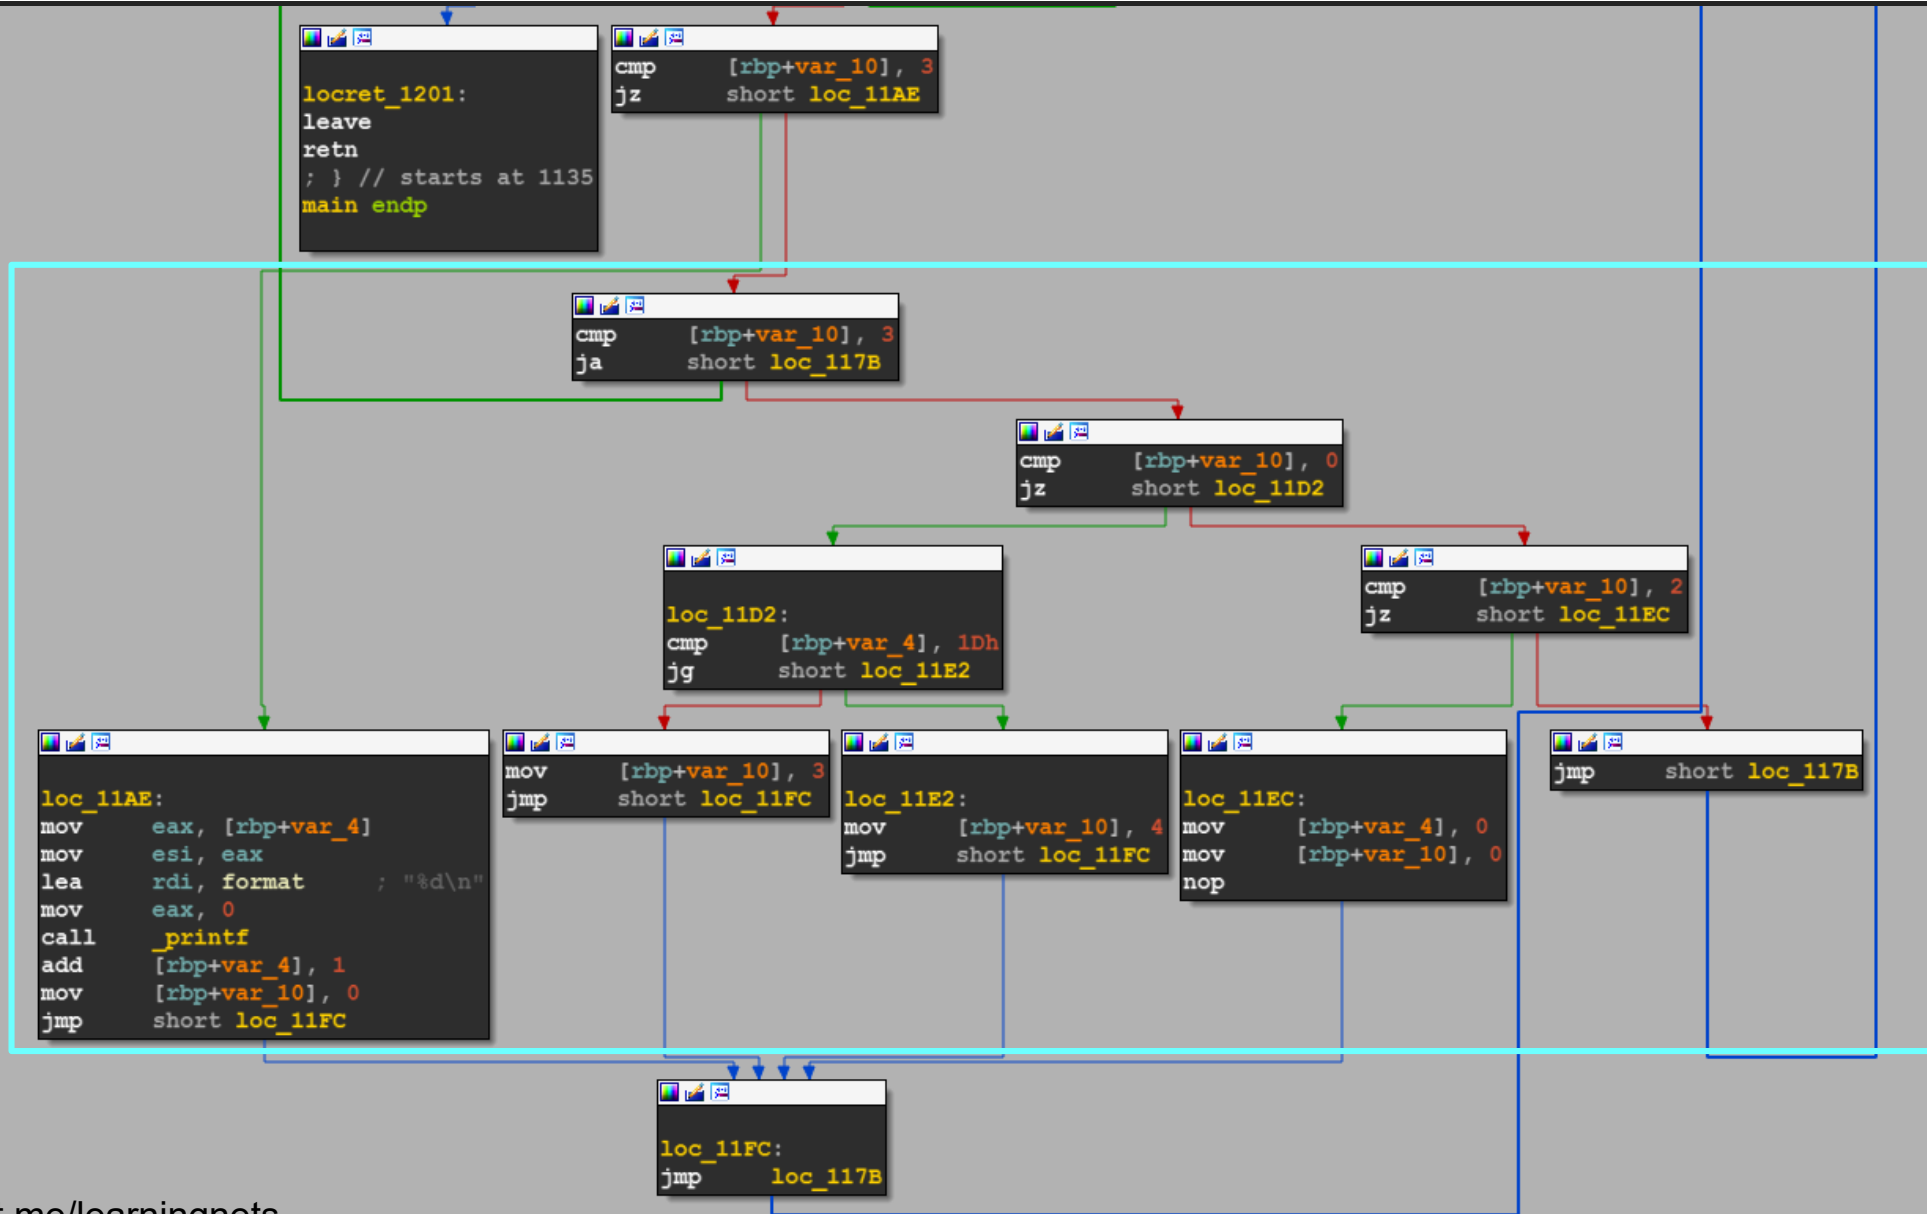 locret_1201:
leave
retn
; } // starts at 1135
main endp
cmp [rbp+var_10], 3
jz short loc_11AE
cmp [rbp+var_10], 3
ja short loc_117B
cmp [rbp+var_10], 0
jz short loc_11D2
loc_11D2:
cmp [rbp+var_4], 1Dh
jg short loc_11E2
cmp [rbp+var_10], 2
jz short loc_11EC
loc_11AE:
mov eax, [rbp+var_4]
mov esi, eax
lea rdi, format ; "%d\n"
mov eax, 0
call _printf
add [rbp+var_4], 1
mov [rbp+var_10], 0
jmp short loc_11FC
mov [rbp+var_10], 3
jmp short loc_11FC
loc_11E2:
mov [rbp+var_10], 4
jmp short loc_11FC
loc_11EC:
mov [rbp+var_4], 0
mov [rbp+var_10], 0
nop
jmp short loc_117B
loc_11FC:
jmp loc_117B